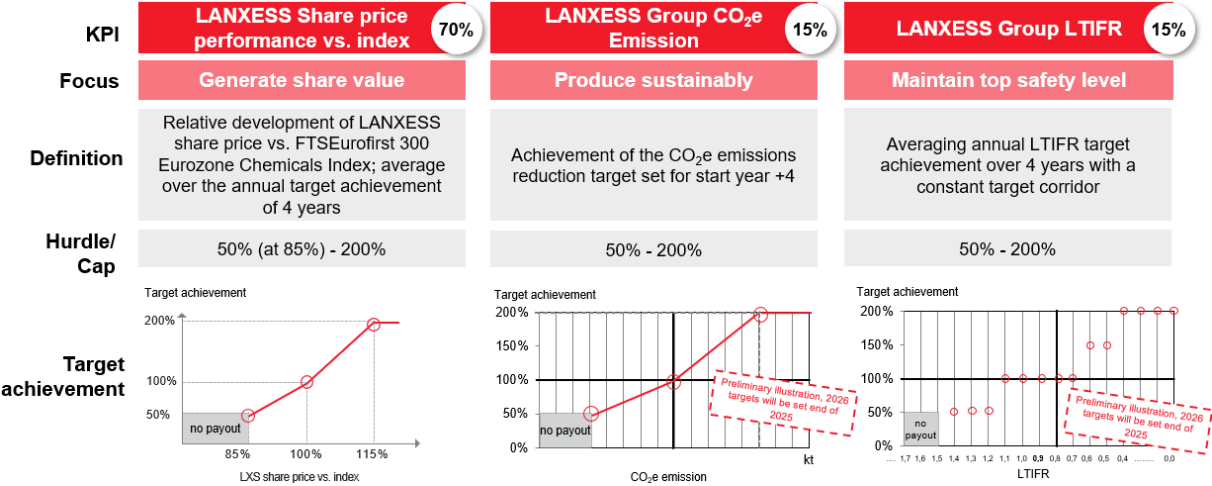 KPI
LANXESS Share price
performance vs. index
70%
LANXESS Group CO₂e
Emission
15%
LANXESS Group LTIFR
15%
Focus
Generate share value
Produce sustainably
Maintain top safety level
Definition
Relative development of LANXESS
share price vs. FTSEurofirst 300
Eurozone Chemicals Index; average
over the annual target achievement
of 4 years
Achievement of the CO₂e emissions
reduction target set for start year +4
Averaging annual LTIFR target
achievement over 4 years with a
constant target corridor
Hurdle/
Cap
50% (at 85%) - 200%
50% - 200%
50% - 200%
Target
achievement
Target achievement
200%
100%
50%
no payout
85%
100%
115%
LXS share price vs. index
Target achievement
200%
150%
100%
50%
0%
no payout
Preliminary illustration, 2026
targets will be set end of
2025
kt
CO₂e emission
Target achievement
200%
150%
100%
50%
0%
no
payout
Preliminary illustration, 2026
targets will be set end of
2025
.... 1,7 1,6 1,5 1,4 1,3 1,2 1,1 1,0 0,9 0,8 0,7 0,6 0,5 0,4 ........ 0,0
LTIFR